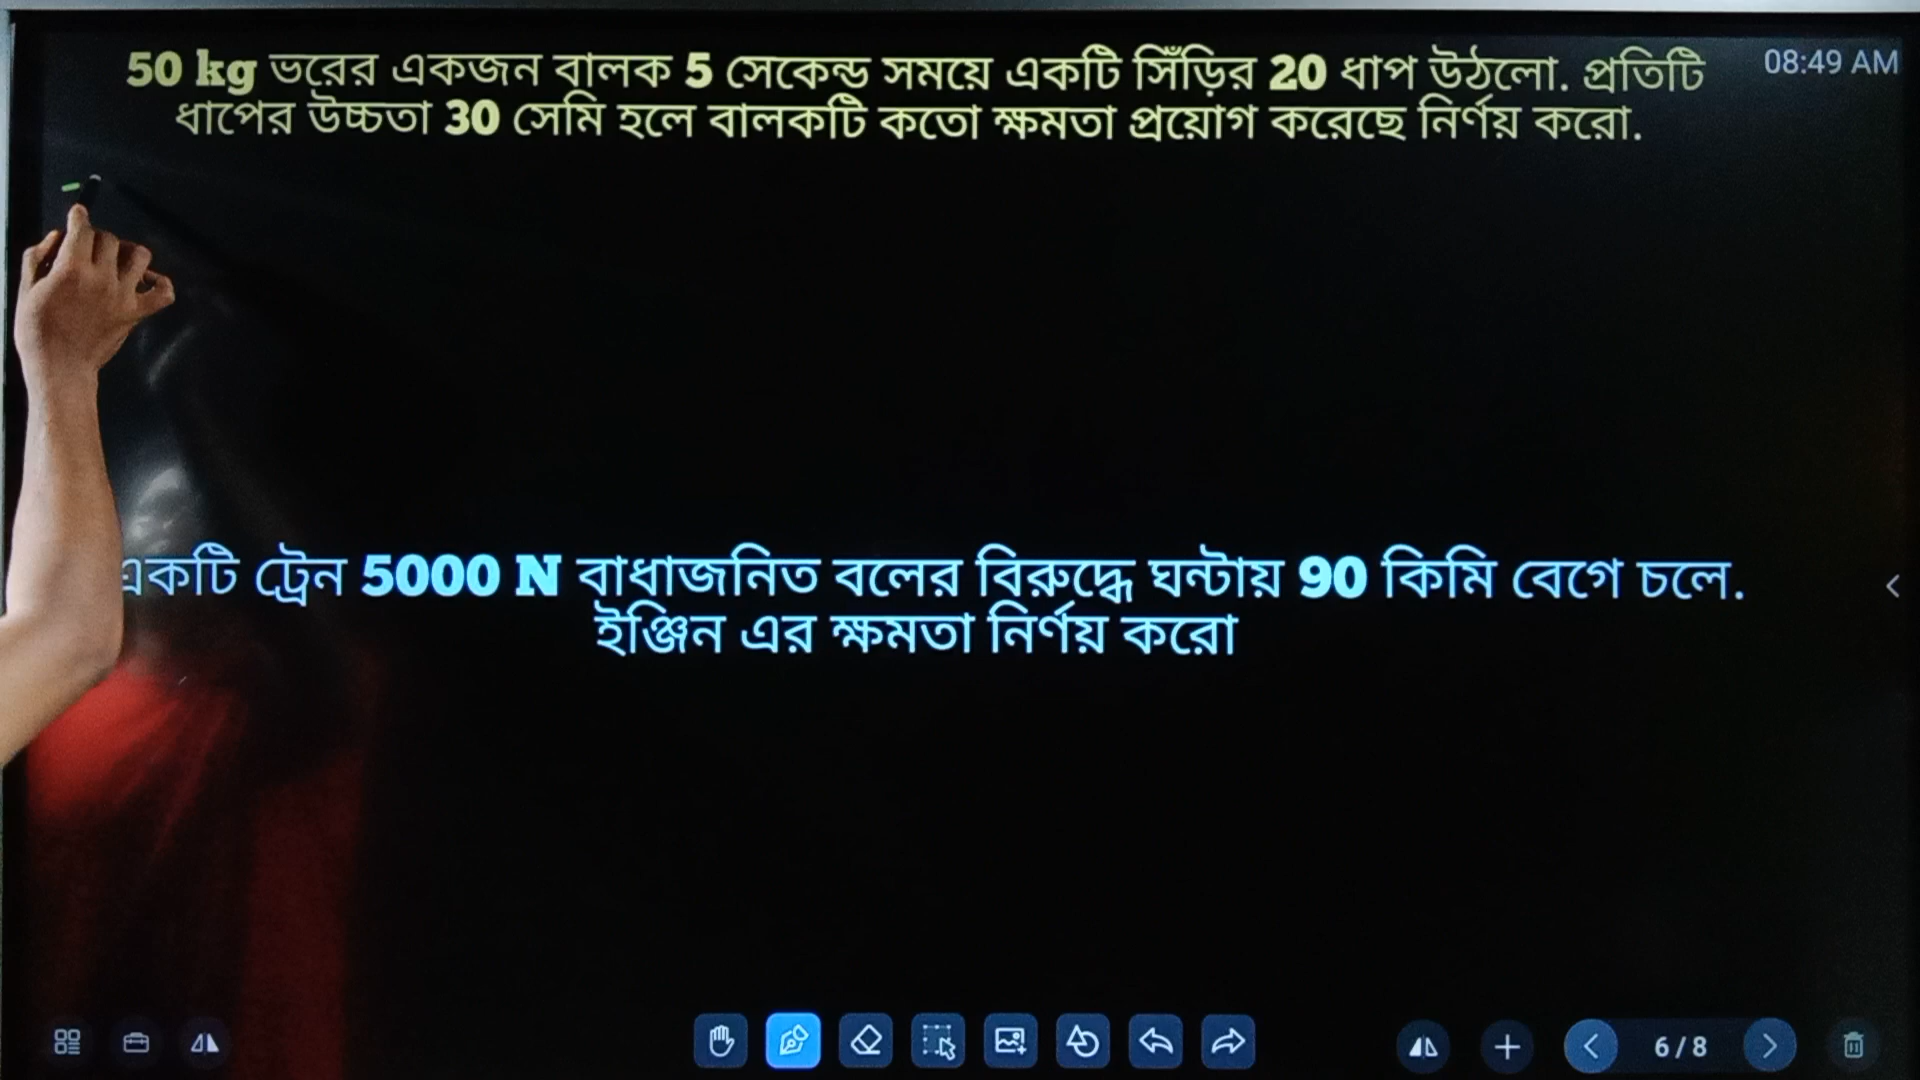 50 kg ভরের একজন বালক 5 সেকেন্ড সময়ে একটি সিঁড়ির 20 ধাপ উঠলো. প্রতিটি
ধাপের উচ্চতা 30 সেমি হলে বালকটি কতো ক্ষমতা প্রয়োগ করেছে নির্ণয় করো.
08:49 AM
একটি ট্রেন 5000 N বাধাজনিত বলের বিরুদ্ধে ঘন্টায় 90 কিমি বেগে চলে.
ইঞ্জিন এর ক্ষমতা নির্ণয় করো
6/8